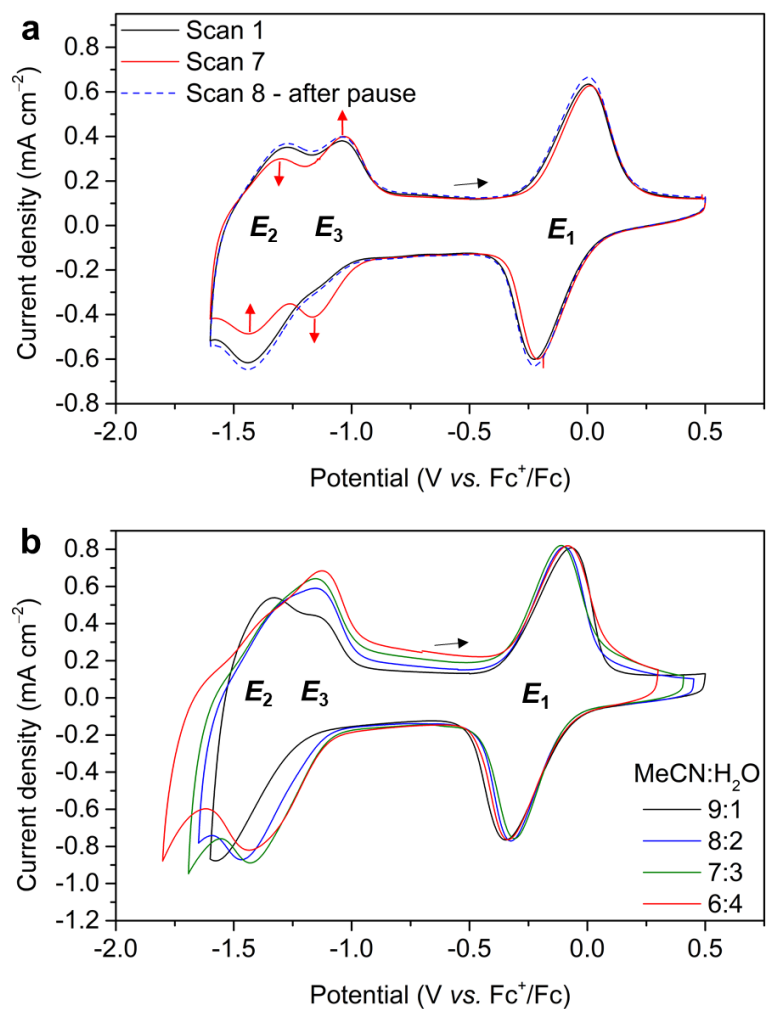 a
Scan 1
Scan 7
Scan 8 - after pause
0.8
0.6
0.4
0.2
0.0
-0.2
-0.4
-0.6
-0.8
Current density (mA cm⁻²)
E₂
E₃
E₁
-2.0
-1.5
-1.0
-0.5
0.0
0.5
Potential (V vs. Fc⁺/Fc)
b
0.8
0.6
0.4
0.2
0.0
-0.2
-0.4
-0.6
-0.8
-1.0
-1.2
Current density (mA cm⁻²)
E₂
E₃
E₁
MeCN:H₂O
9:1
8:2
7:3
6:4
-2.0
-1.5
-1.0
-0.5
0.0
0.5
Potential (V vs. Fc⁺/Fc)